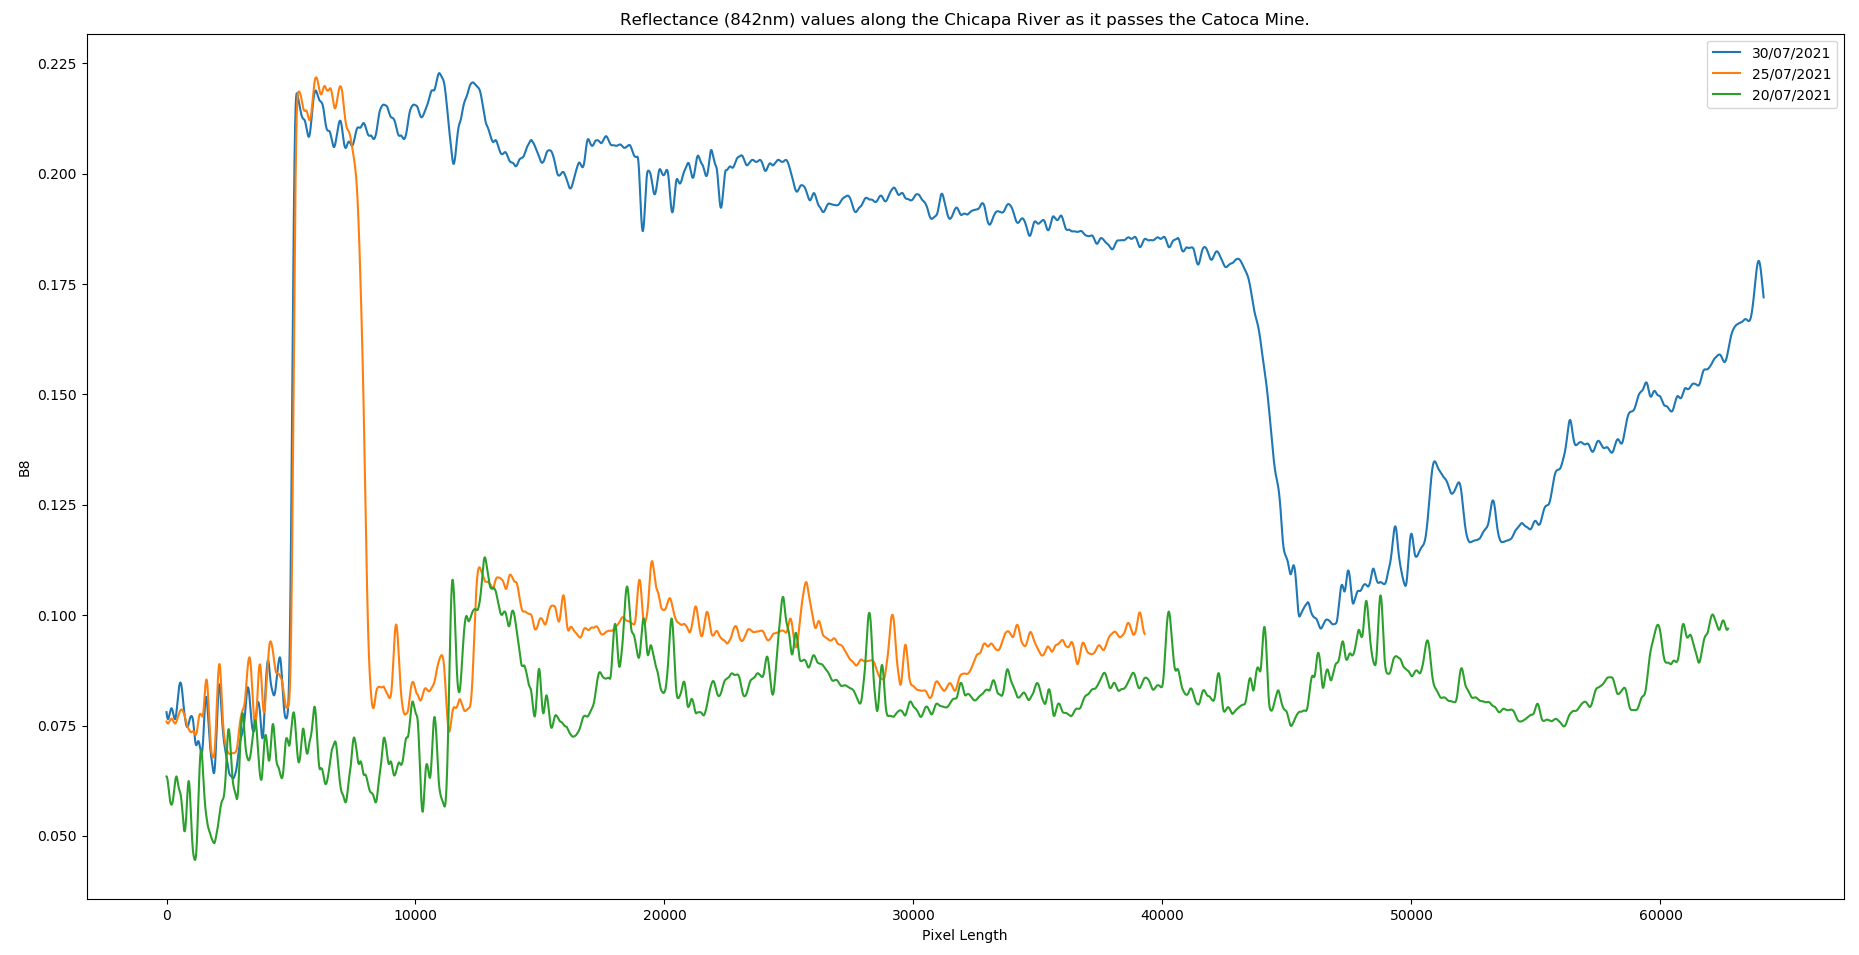 Reflectance (842nm) values along the Chicapa River as it passes the Catoca Mine.
30/07/2021
25/07/2021
20/07/2021
0.225
0.200
0.175
0.150
0.125
0.100
0.075
0.050
B8
0 10000 20000 30000 40000 50000 60000
Pixel Length